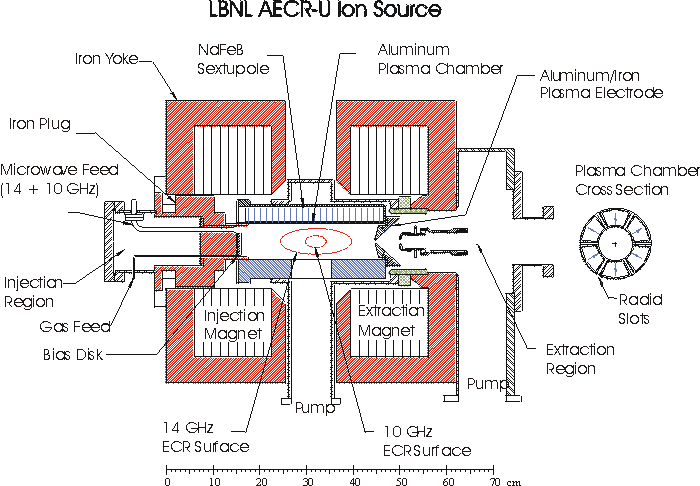 LBNL AECR-U Ion Source
Iron Yoke
NdFeB
Sextupole
Aluminum
Plasma Chamber
Aluminum/Iron
Plasma Electrode
Iron Plug
Microwave Feed
(14 + 10 GHz)
Plasma Chamber
Cross Section
Injection
Region
Gas Feed
Bias Disk
Injection
Magnet
Extraction
Magnet
Radial
Slots
Extraction
Region
Pump
Pump
14 GHz
ECR Surface
10 GHz
ECR Surface
0 10 20 30 40 50 60 70 cm